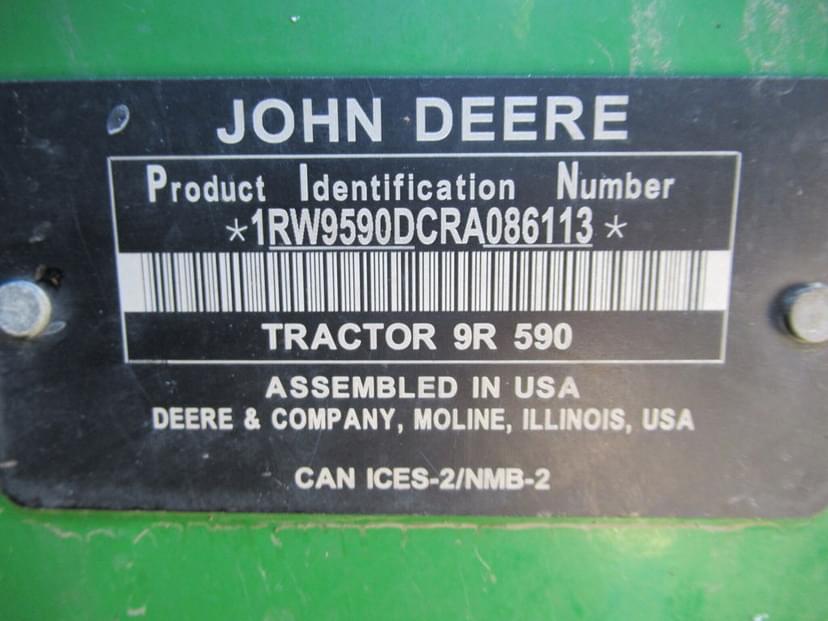 JOHN DEERE
Product Identification Number
*1RW9590DCRA086113*
TRACTOR 9R 590
ASSEMBLED IN USA
DEERE & COMPANY, MOLINE, ILLINOIS, USA
CAN ICES-2/NMB-2